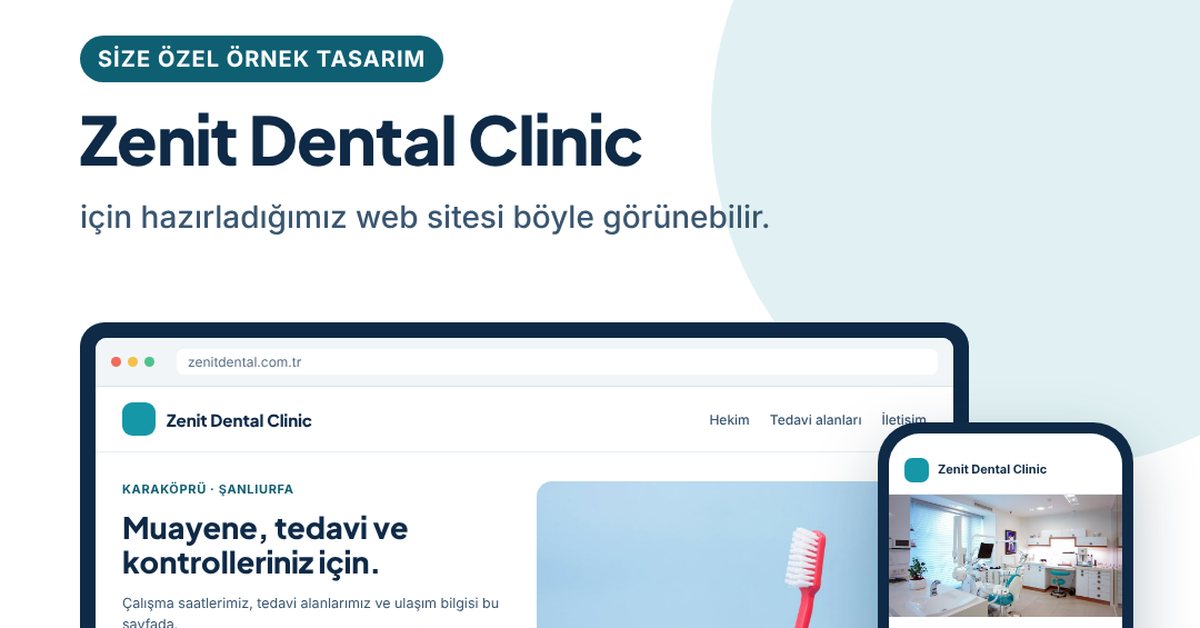 SİZE ÖZEL ÖRNEK TASARIM
Zenit Dental Clinic
için hazırladığımız web sitesi böyle görünebilir.
zenitdental.com.tr
Zenit Dental Clinic
Hekim Tedavi alanları İletişim
Zenit Dental Clinic
KARAKÖPRÜ · ŞANLIURFA
Muayene, tedavi ve
kontrolleriniz için.
Çalışma saatlerimiz, tedavi alanlarımız ve ulaşım bilgisi bu
sayfada.